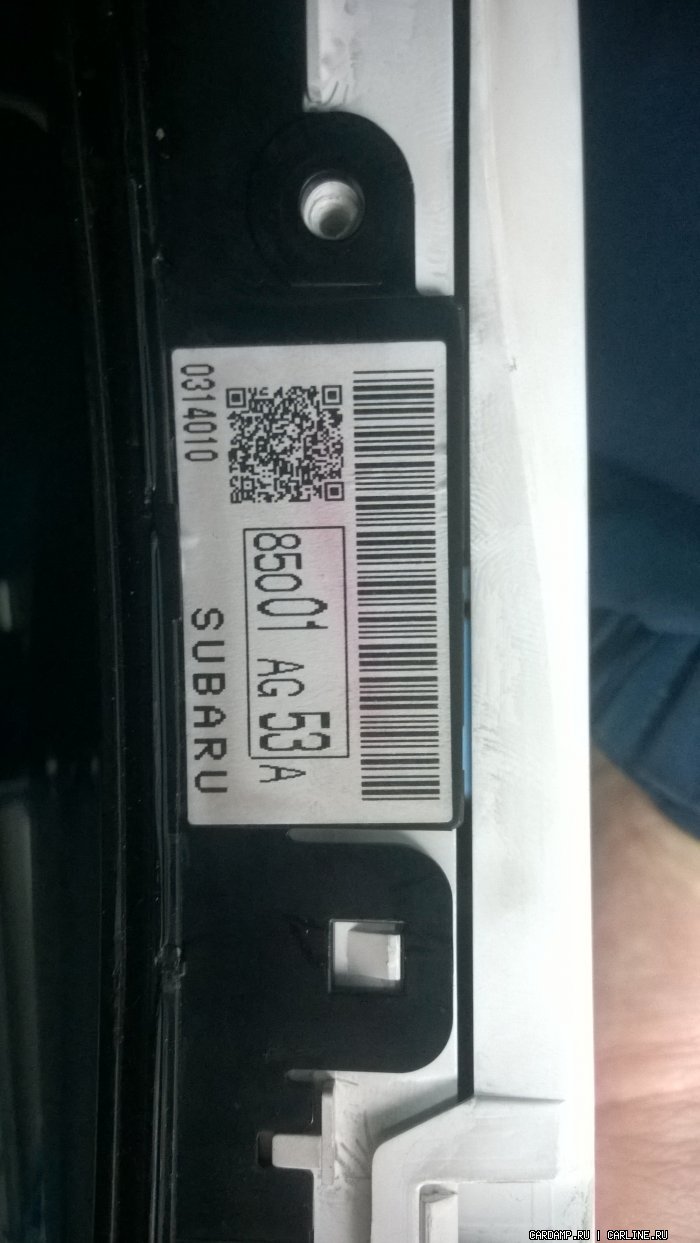 85001 AG 53 A
0314010 SUBARU
CARDAMP.RU | CARLINE.RU